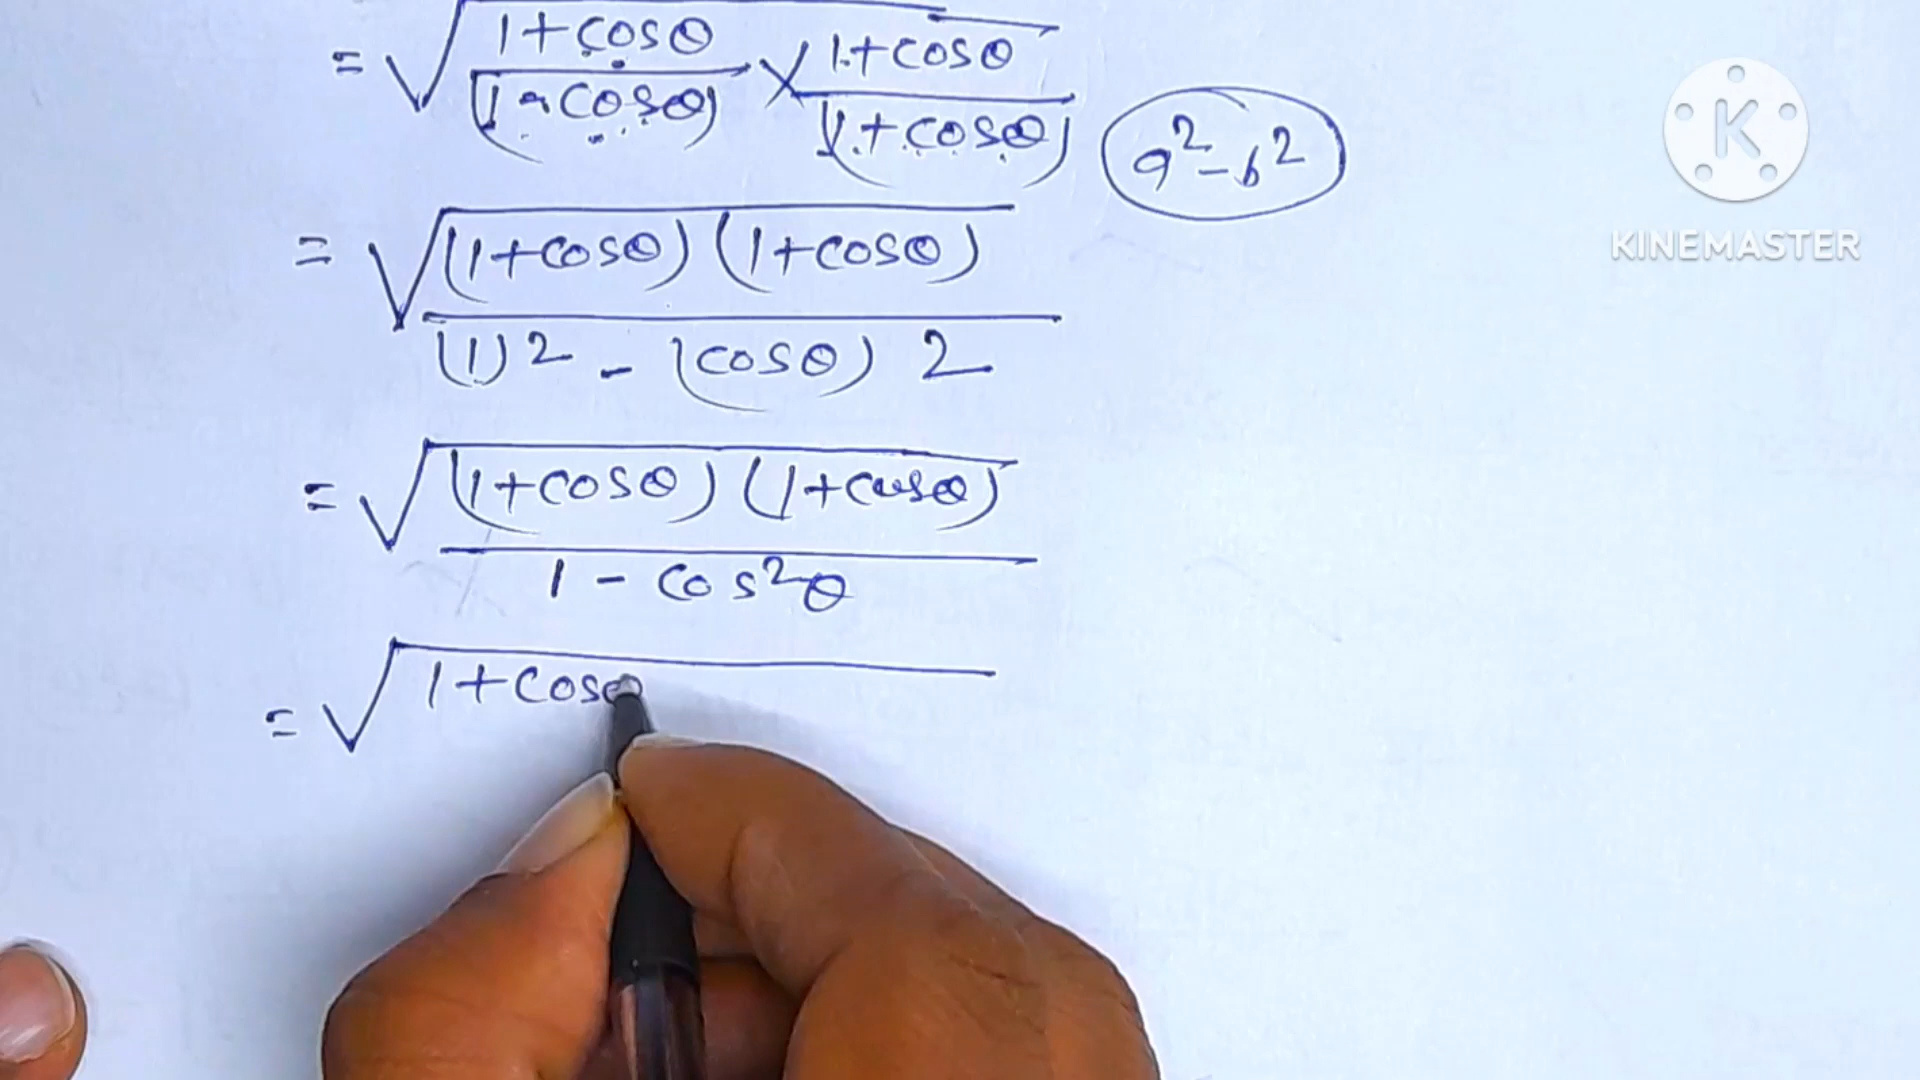 = √(1+cosθ/(1-cosθ) × 1+cosθ/(1+cosθ)) a²-b²
= √((1+cosθ)(1+cosθ)/(1)² - (cosθ)²)
= √((1+cosθ)(1+cosθ)/1 - cos²θ)
= √1+cosθ
K
KINEMASTER